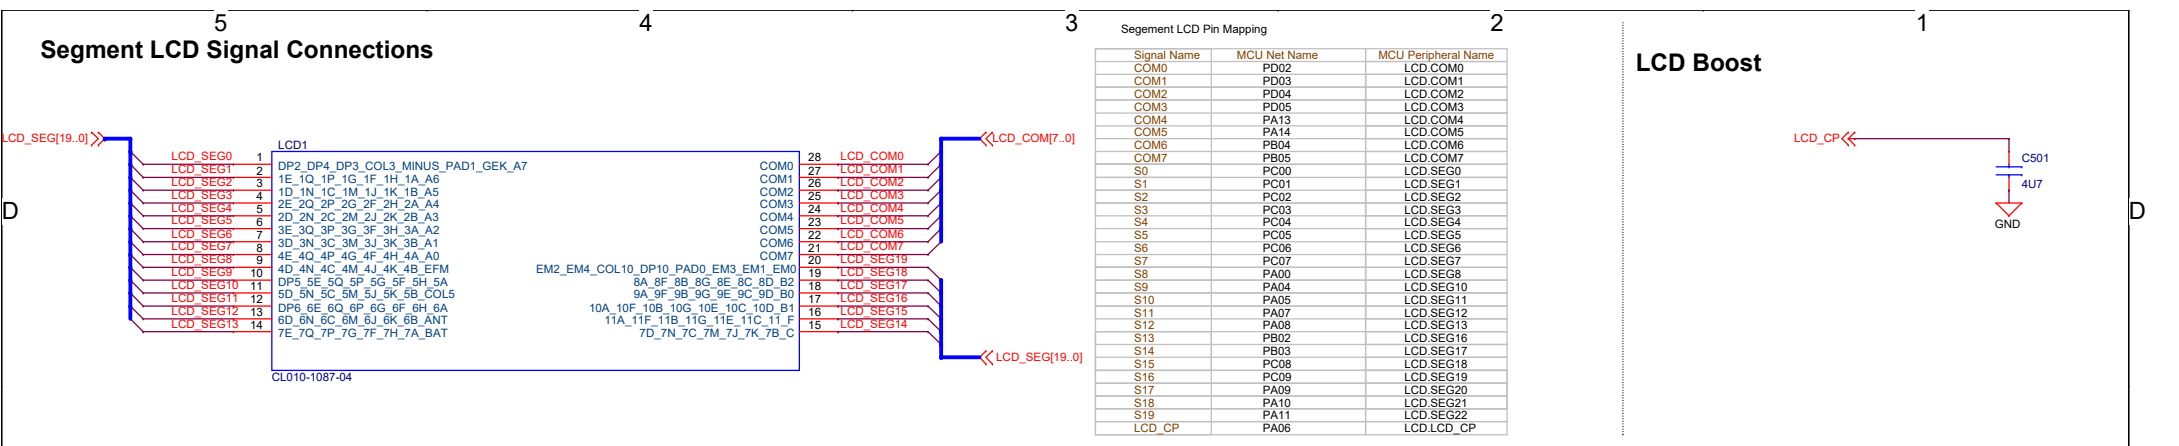 5 4 3 2 1
Segment LCD Signal Connections
LCD_SEG[19..0]
LCD1
LCD_SEG0 1 DP2_DP4_DP3_COL3_MINUS_PAD1_GEK_A7
LCD_SEG1 2 1E_1Q_1P_1G_1F_1H_1A_A6
LCD_SEG2 3 1D_1N_1C_1M_1J_1K_1B_A5
LCD_SEG3 4 2E_2Q_2P_2G_2F_2H_2A_A4
LCD_SEG4 5 2D_2N_2C_2M_2J_2K_2B_A3
LCD_SEG5 6 3E_3Q_3P_3G_3F_3H_3A_A2
LCD_SEG6 7 3D_3N_3C_3M_3J_3K_3B_A1
LCD_SEG7 8 4E_4Q_4P_4G_4F_4H_4A_A0
LCD_SEG8 9 4D_4N_4C_4M_4J_4K_4B_EFM
LCD_SEG9 10 DP5_5E_5Q_5P_5G_5F_5H_5A
LCD_SEG10 11 5D_5N_5C_5M_5J_5K_5B_COL5
LCD_SEG11 12 DP6_6E_6Q_6P_6G_6F_6H_6A
LCD_SEG12 13 6D_6N_6C_6M_6J_6K_6B_ANT
LCD_SEG13 14 7E_7Q_7P_7G_7F_7H_7A_BAT
COM0 28 LCD_COM0
COM1 27 LCD_COM1
COM2 26 LCD_COM2
COM3 25 LCD_COM3
COM4 24 LCD_COM4
COM5 23 LCD_COM5
COM6 22 LCD_COM6
COM7 21 LCD_COM7
EM2_EM4_COL10_DP10_PAD0_EM3_EM1_EM0 20 LCD_SEG19
8A_8F_8B_8G_8E_8C_8D_B2 19 LCD_SEG18
9A_9F_9B_9G_9E_9C_9D_B0 18 LCD_SEG17
10A_10F_10B_10G_10E_10C_10D_B1 17 LCD_SEG16
11A_11F_11B_11G_11E_11C_11_F 16 LCD_SEG15
7D_7N_7C_7M_7J_7K_7B_C 15 LCD_SEG14
CL010-1087-04
LCD_COM[7..0]
LCD_SEG[19..0]
Segement LCD Pin Mapping
Signal Name MCU Net Name MCU Peripheral Name
COM0 PD02 LCD.COM0
COM1 PD03 LCD.COM1
COM2 PD04 LCD.COM2
COM3 PD05 LCD.COM3
COM4 PA13 LCD.COM4
COM5 PA14 LCD.COM5
COM6 PB04 LCD.COM6
COM7 PB05 LCD.COM7
S0 PC00 LCD.SEG0
S1 PC01 LCD.SEG1
S2 PC02 LCD.SEG2
S3 PC03 LCD.SEG3
S4 PC04 LCD.SEG4
S5 PC05 LCD.SEG5
S6 PC06 LCD.SEG6
S7 PC07 LCD.SEG7
S8 PA00 LCD.SEG8
S9 PA04 LCD.SEG10
S10 PA05 LCD.SEG11
S11 PA07 LCD.SEG12
S12 PA08 LCD.SEG13
S13 PB02 LCD.SEG16
S14 PB03 LCD.SEG17
S15 PC08 LCD.SEG18
S16 PC09 LCD.SEG19
S17 PA09 LCD.SEG20
S18 PA10 LCD.SEG21
S19 PA11 LCD.SEG22
LCD_CP PA06 LCD.LCD_CP
LCD Boost
LCD_CP
C501
4U7
GND
D D